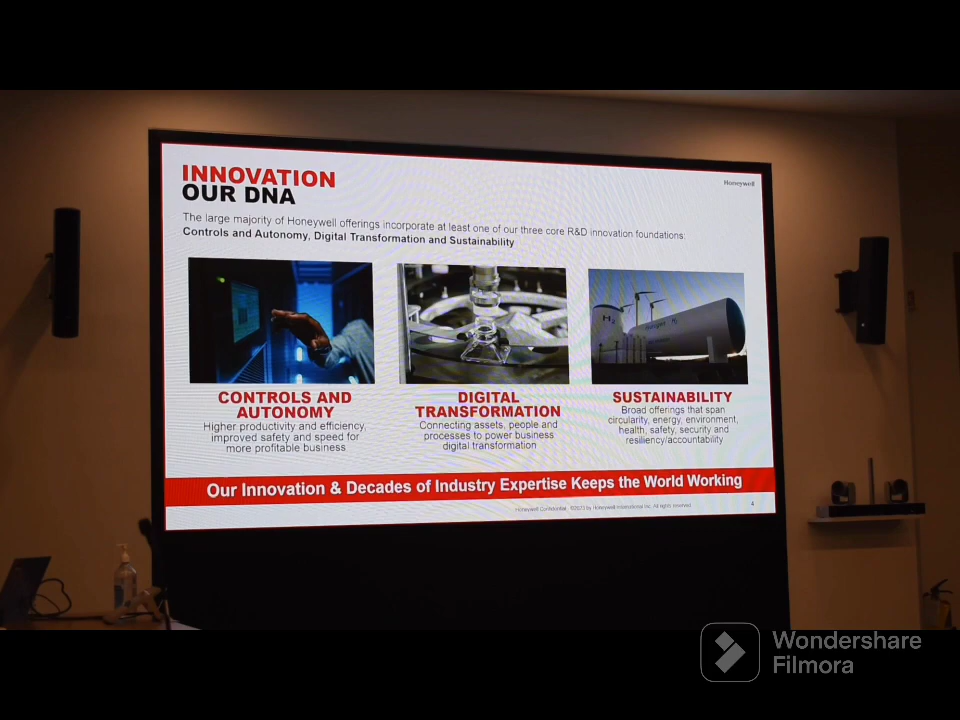 INNOVATION
OUR DNA
Honeywell
The large majority of Honeywell offerings incorporate at least one of our three core R&D innovation foundations:
Controls and Autonomy, Digital Transformation and Sustainability
H2
CONTROLS AND
AUTONOMY
Higher productivity and efficiency,
improved safety and speed for
more profitable business
DIGITAL
TRANSFORMATION
Connecting assets, people and
processes to power business
digital transformation
SUSTAINABILITY
Broad offerings that span
circularity, energy, environment,
health, safety, security and
resiliency/accountability
Our Innovation & Decades of Industry Expertise Keeps the World Working
Honeywell Confidential ©2023 by Honeywell International Inc. All rights reserved.
4
Wondershare
Filmora